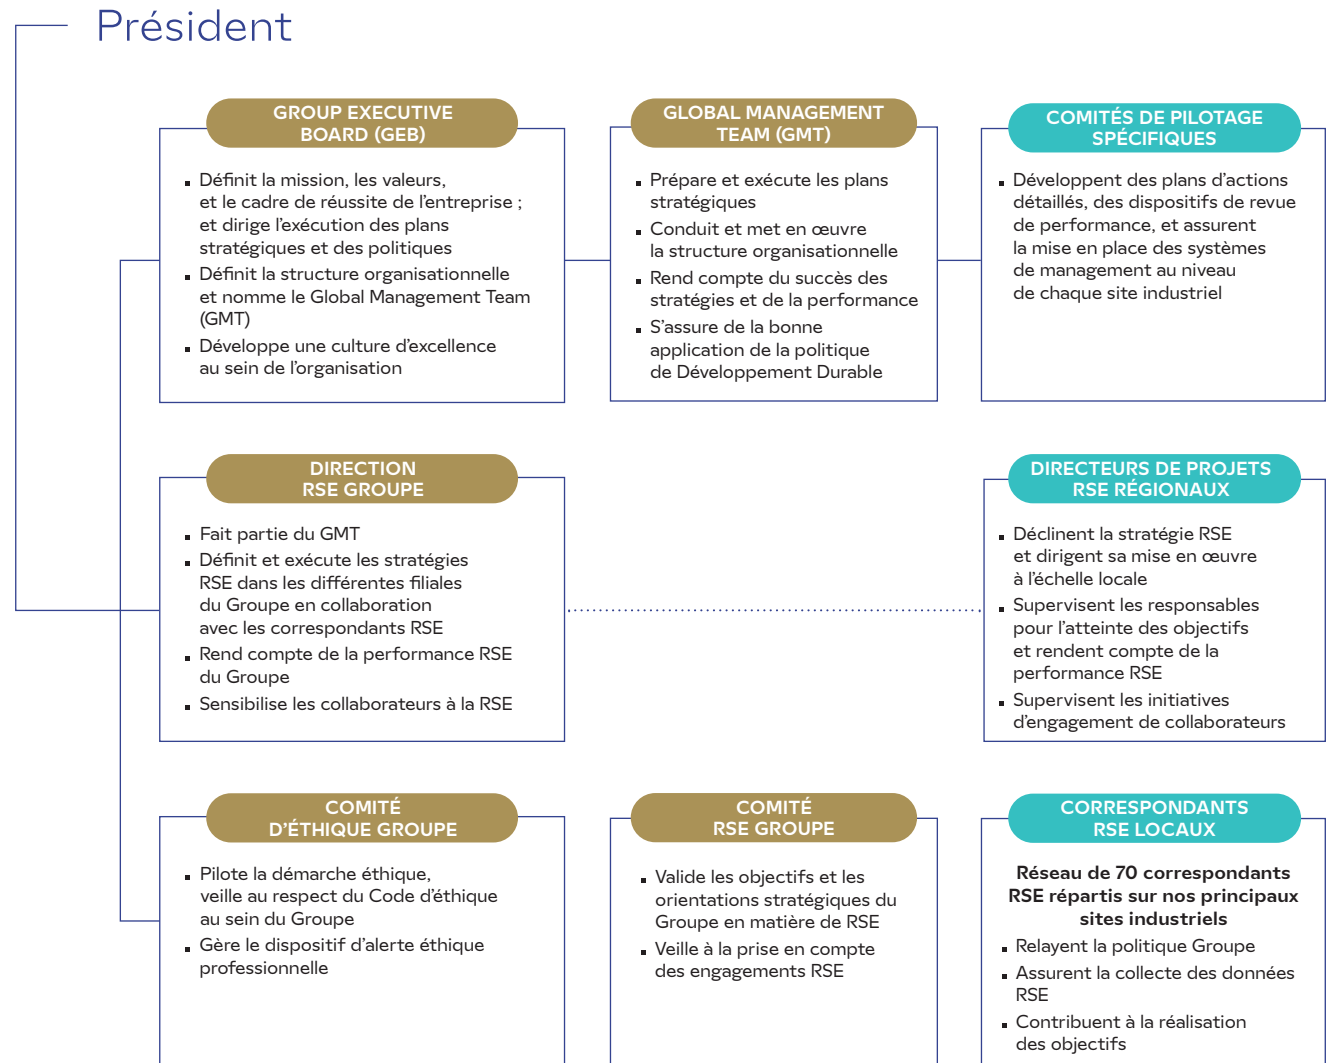 Président
GROUP EXECUTIVE
BOARD (GEB)
▪ Définit la mission, les valeurs,
et le cadre de réussite de l’entreprise ;
et dirige l’exécution des plans
stratégiques et des politiques
▪ Définit la structure organisationnelle
et nomme le Global Management Team
(GMT)
▪ Développe une culture d’excellence
au sein de l’organisation
GLOBAL MANAGEMENT
TEAM (GMT)
▪ Prépare et exécute les plans
stratégiques
▪ Conduit et met en œuvre
la structure organisationnelle
▪ Rend compte du succès des
stratégies et de la performance
▪ S’assure de la bonne
application de la politique
de Développement Durable
COMITÉS DE PILOTAGE
SPÉCIFIQUES
▪ Développent des plans d’actions
détaillés, des dispositifs de revue
de performance, et assurent
la mise en place des systèmes
de management au niveau
de chaque site industriel
DIRECTION
RSE GROUPE
▪ Fait partie du GMT
▪ Définit et exécute les stratégies
RSE dans les différentes filiales
du Groupe en collaboration
avec les correspondants RSE
▪ Rend compte de la performance RSE
du Groupe
▪ Sensibilise les collaborateurs à la RSE
DIRECTEURS DE PROJETS
RSE RÉGIONAUX
▪ Déclinent la stratégie RSE
et dirigent sa mise en œuvre
à l’échelle locale
▪ Supervisent les responsables
pour l’atteinte des objectifs
et rendent compte de la
performance RSE
▪ Supervisent les initiatives
d’engagement de collaborateurs
COMITÉ
D’ÉTHIQUE GROUPE
▪ Pilote la démarche éthique,
veille au respect du Code d’éthique
au sein du Groupe
▪ Gère le dispositif d’alerte éthique
professionnelle
COMITÉ
RSE GROUPE
▪ Valide les objectifs et les
orientations stratégiques du
Groupe en matière de RSE
▪ Veille à la prise en compte
des engagements RSE
CORRESPONDANTS
RSE LOCAUX
Réseau de 70 correspondants
RSE répartis sur nos principaux
sites industriels
▪ Relayent la politique Groupe
▪ Assurent la collecte des données
RSE
▪ Contribuent à la réalisation
des objectifs